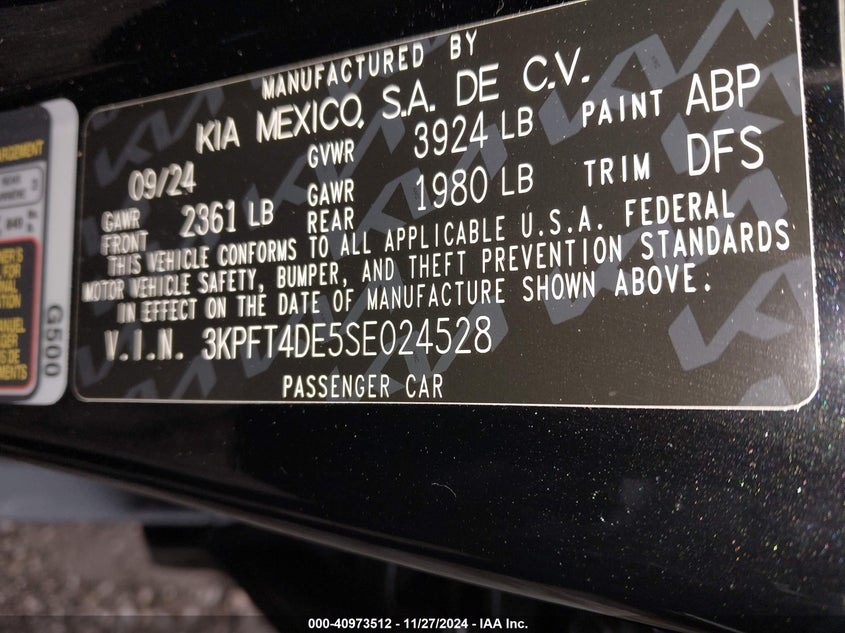 MANUFACTURED BY
KIA MEXICO, S.A. DE C.V.
09/24 GVWR 3924 LB PAINT ABP
GAWR FRONT 2361 LB GAWR REAR 1980 LB TRIM DFS
THIS VEHICLE CONFORMS TO ALL APPLICABLE U.S.A. FEDERAL
MOTOR VEHICLE SAFETY, BUMPER, AND THEFT PREVENTION STANDARDS
IN EFFECT ON THE DATE OF MANUFACTURE SHOWN ABOVE.
V.I.N. 3KPFT4DE5SE024528
PASSENGER CAR
G500
000-40973512 - 11/27/2024 - IAA Inc.